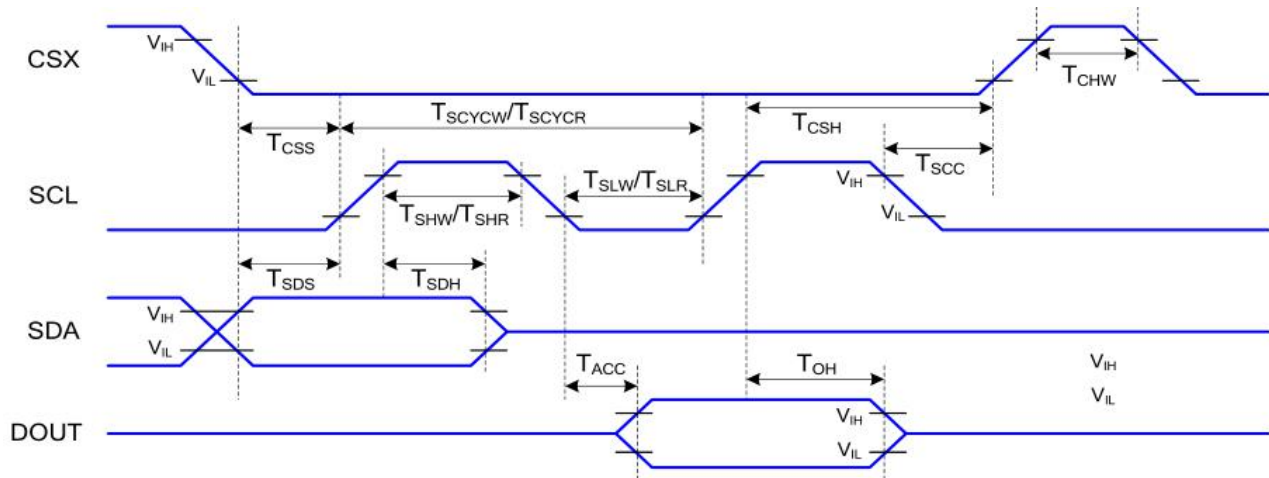 CSX
VIH
VIL
TCHW
TSCYCW/TSCYCR
TCSH
TCSS
TSCC
SCL
TSLW/TSLR
VIH
TSHW/TSHR
VIL
TSDS
TSDH
SDA
VIH
VIL
TACC
TOH
VIH
VIL
DOUT
VIH
VIL